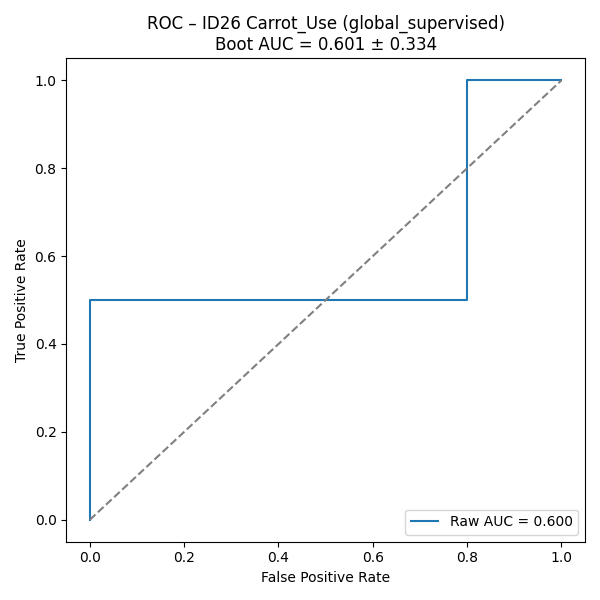 ROC – ID26 Carrot_Use (global_supervised)
Boot AUC = 0.601 ± 0.334
True Positive Rate
1.0
0.8
0.6
0.4
0.2
0.0
Raw AUC = 0.600
0.0 0.2 0.4 0.6 0.8 1.0
False Positive Rate